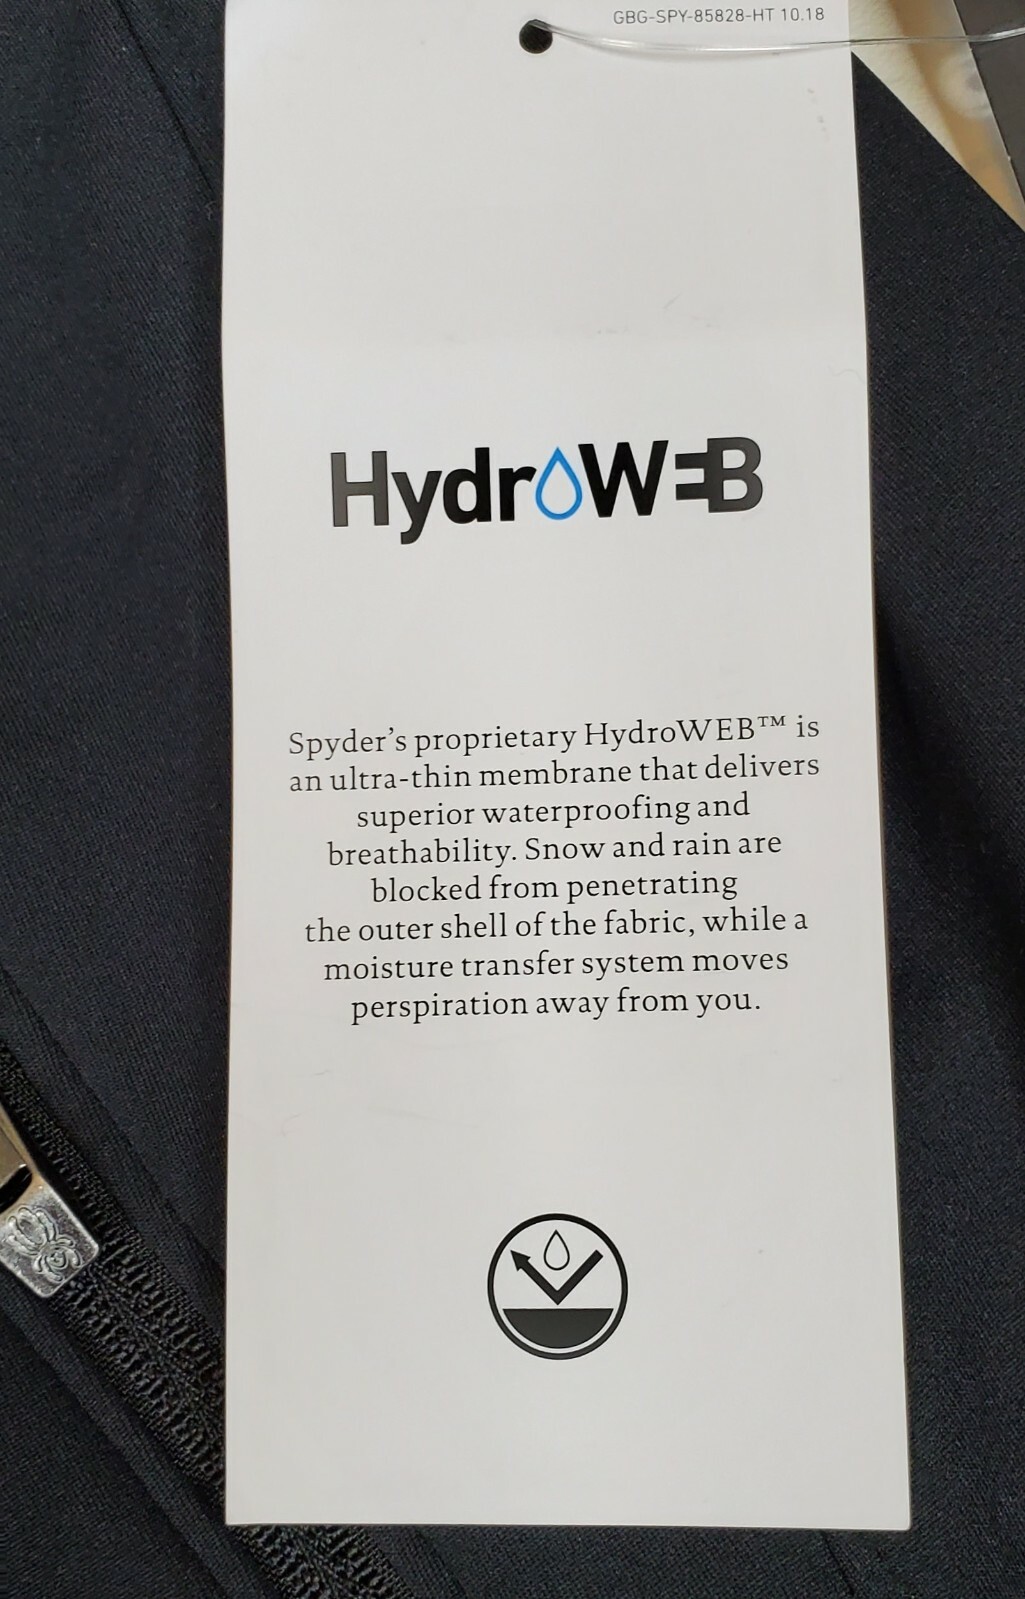 GBG-SPY-85828-HT 10.18
HydroWEB
Spyder's proprietary HydroWEB™ is
an ultra-thin membrane that delivers
superior waterproofing and
breathability. Snow and rain are
blocked from penetrating
the outer shell of the fabric, while a
moisture transfer system moves
perspiration away from you.